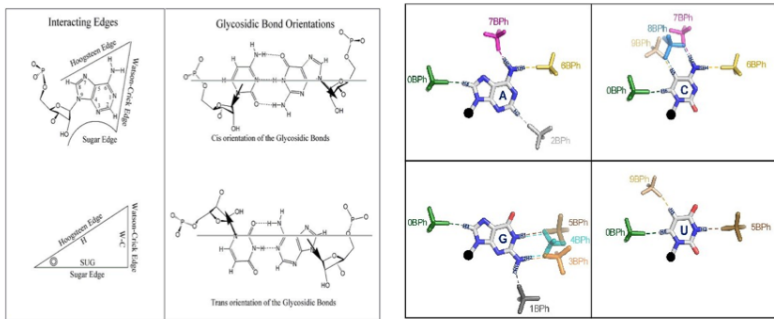 Interacting Edges
Hoogsteen Edge
Watson-Crick Edge
Sugar Edge
Glycosidic Bond Orientations
Cis orientation of the Glycosidic Bonds
Hoogsteen Edge
H
Watson-Crick Edge
W-C
SUG
Sugar Edge
Trans orientation of the Glycosidic Bonds
7BPh
6BPh
0BPh
A
2BPh
7BPh
8BPh
9BPh
6BPh
0BPh
C
0BPh
G
5BPh
4BPh
3BPh
1BPh
9BPh
0BPh
U
5BPh